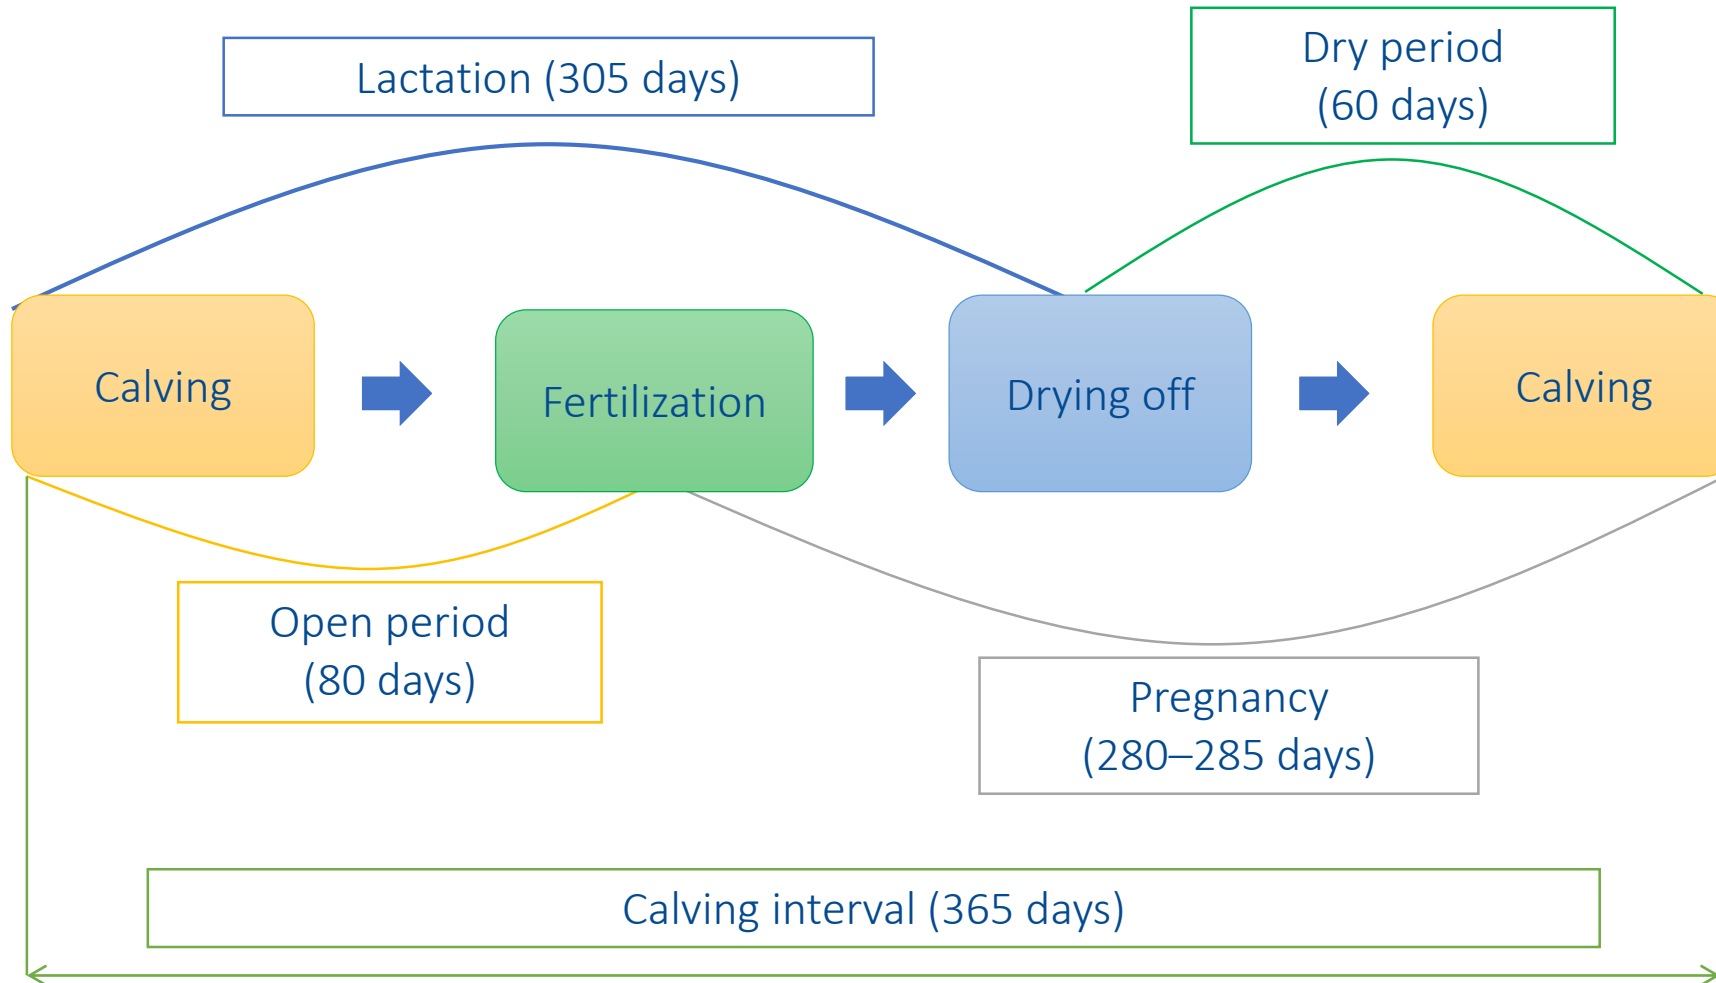 Lactation (305 days)
Dry period
(60 days)
Calving
Fertilization
Drying off
Calving
Open period
(80 days)
Pregnancy
(280–285 days)
Calving interval (365 days)